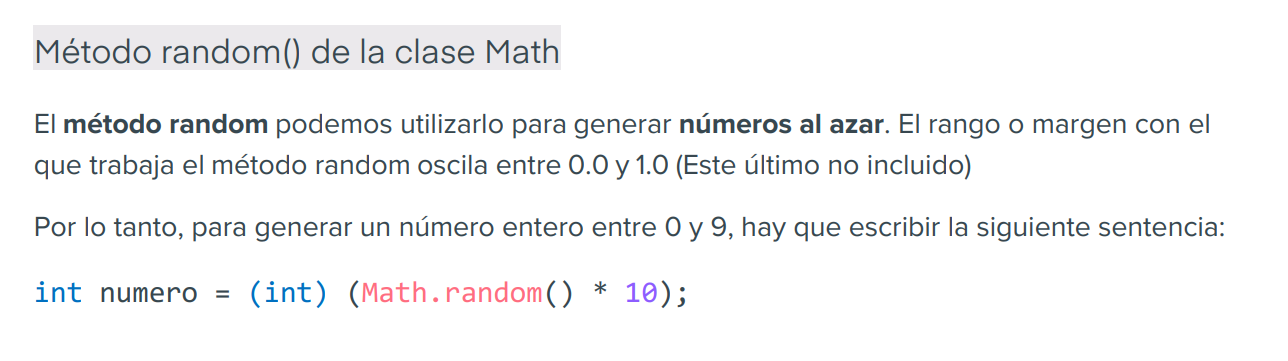 Método random() de la clase Math
El método random podemos utilizarlo para generar números al azar. El rango o margen con el
que trabaja el método random oscila entre 0.0 y 1.0 (Este último no incluido)
Por lo tanto, para generar un número entero entre 0 y 9, hay que escribir la siguiente sentencia:
int numero = (int) (Math.random() * 10);